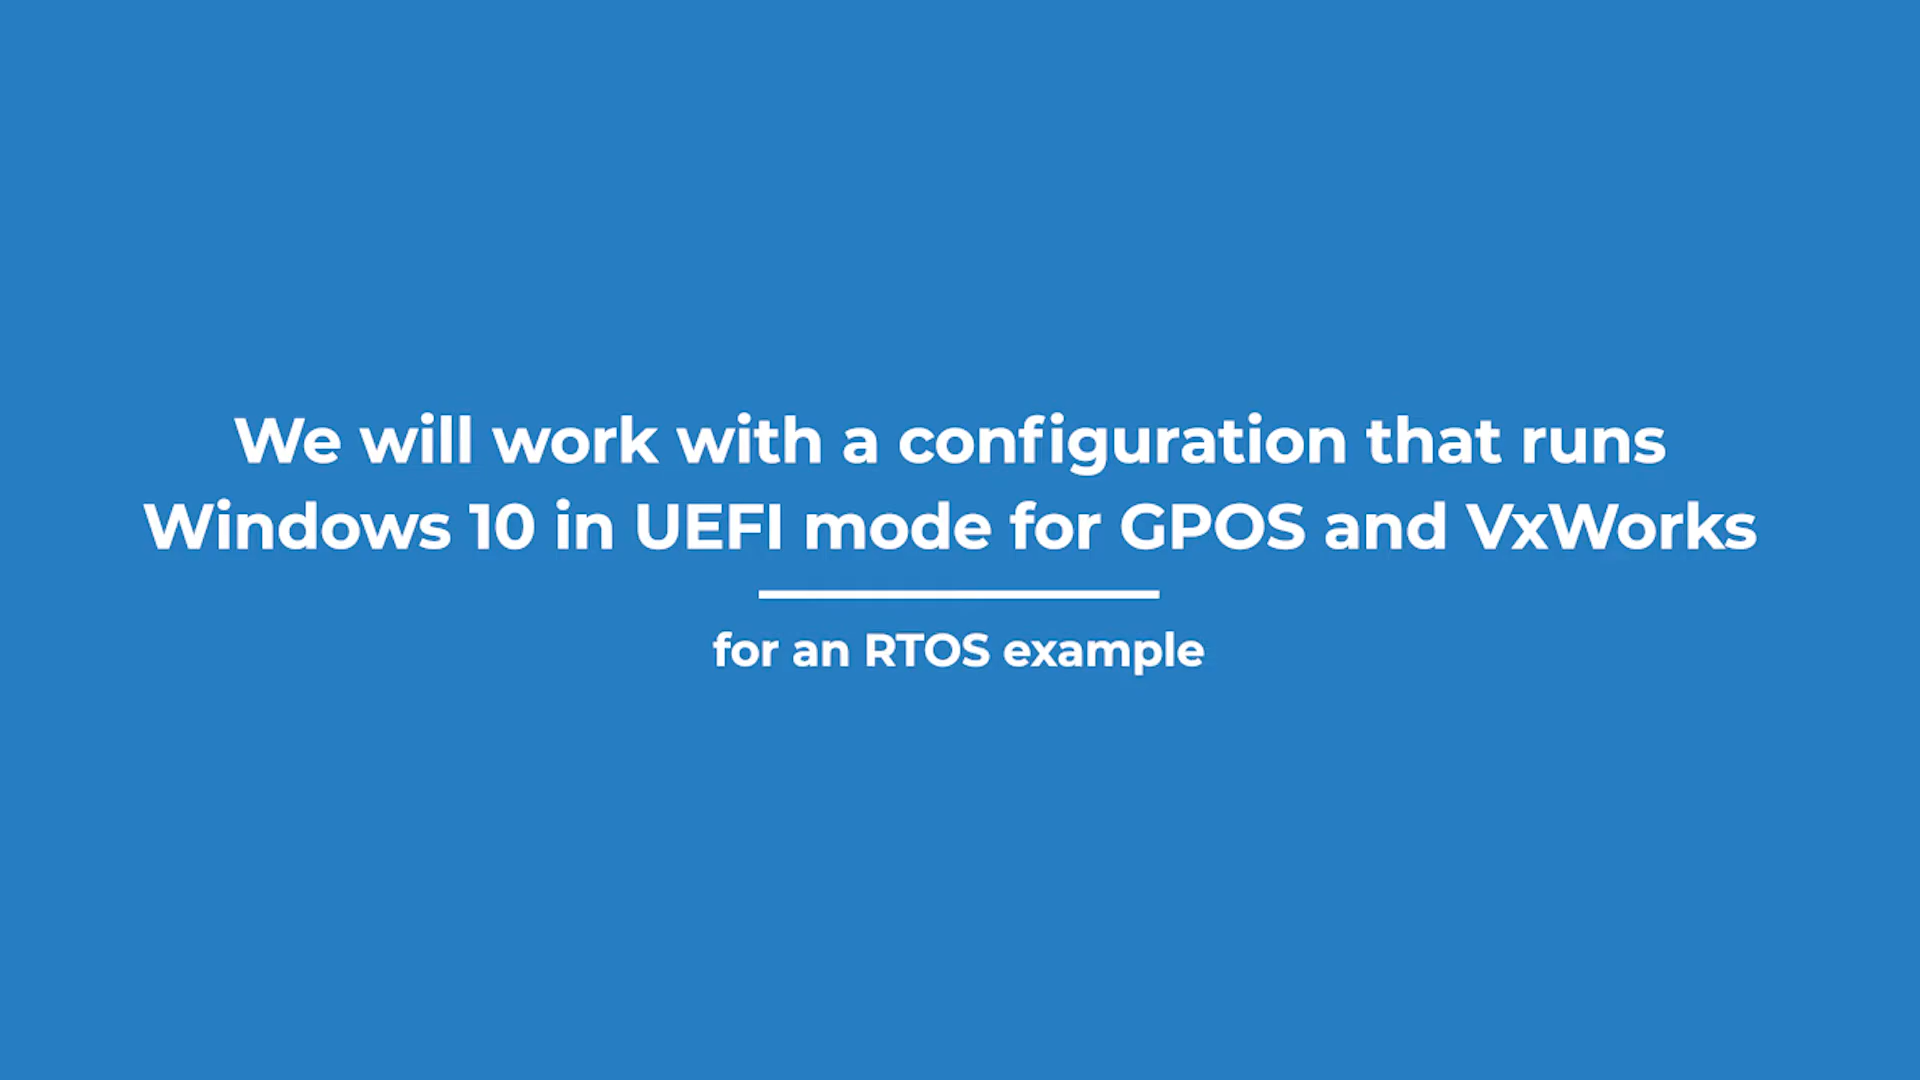 We will work with a configuration that runs
Windows 10 in UEFI mode for GPOS and VxWorks
for an RTOS example